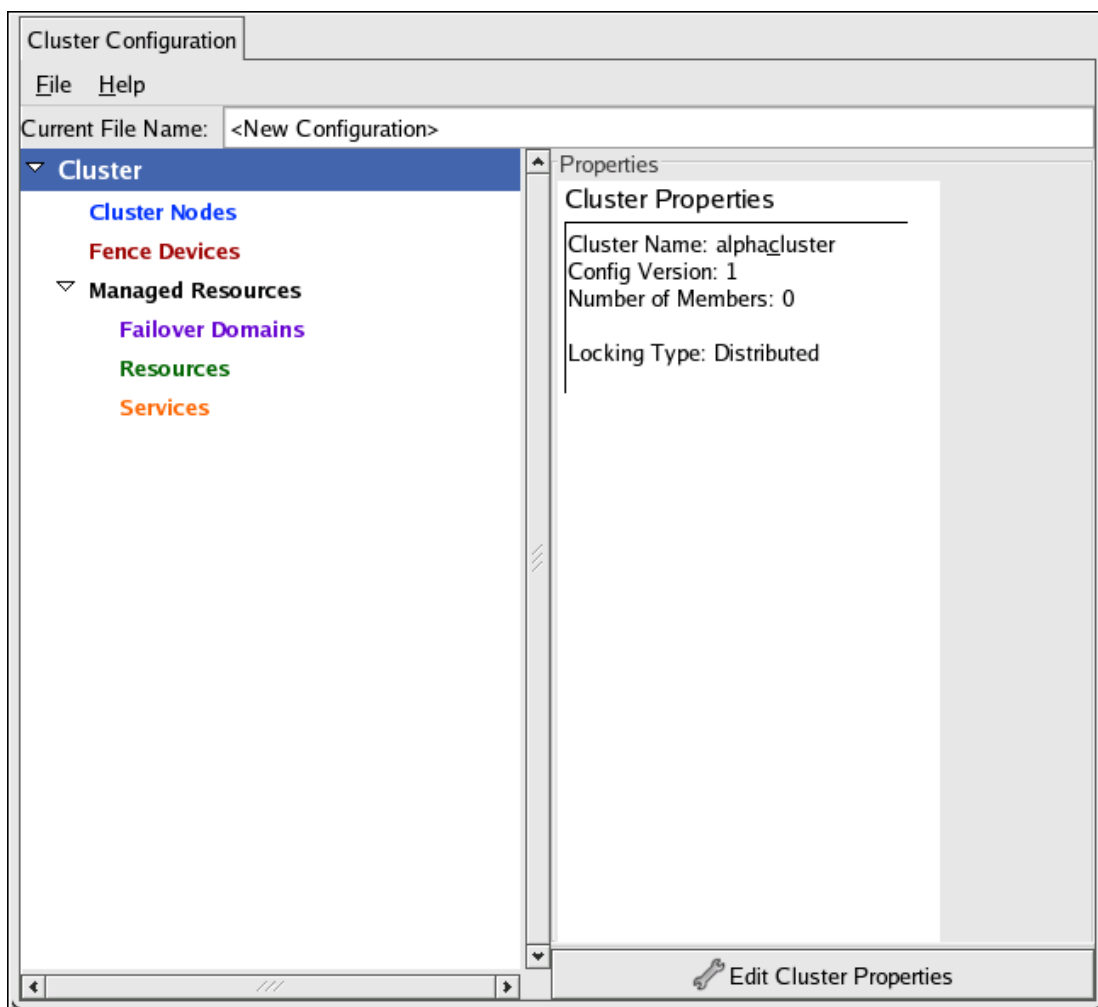 Cluster Configuration
File Help
Current File Name: <New Configuration>
Cluster
Cluster Nodes
Fence Devices
Managed Resources
Failover Domains
Resources
Services
Properties
Cluster Properties
Cluster Name: alphacluster
Config Version: 1
Number of Members: 0
Locking Type: Distributed
Edit Cluster Properties